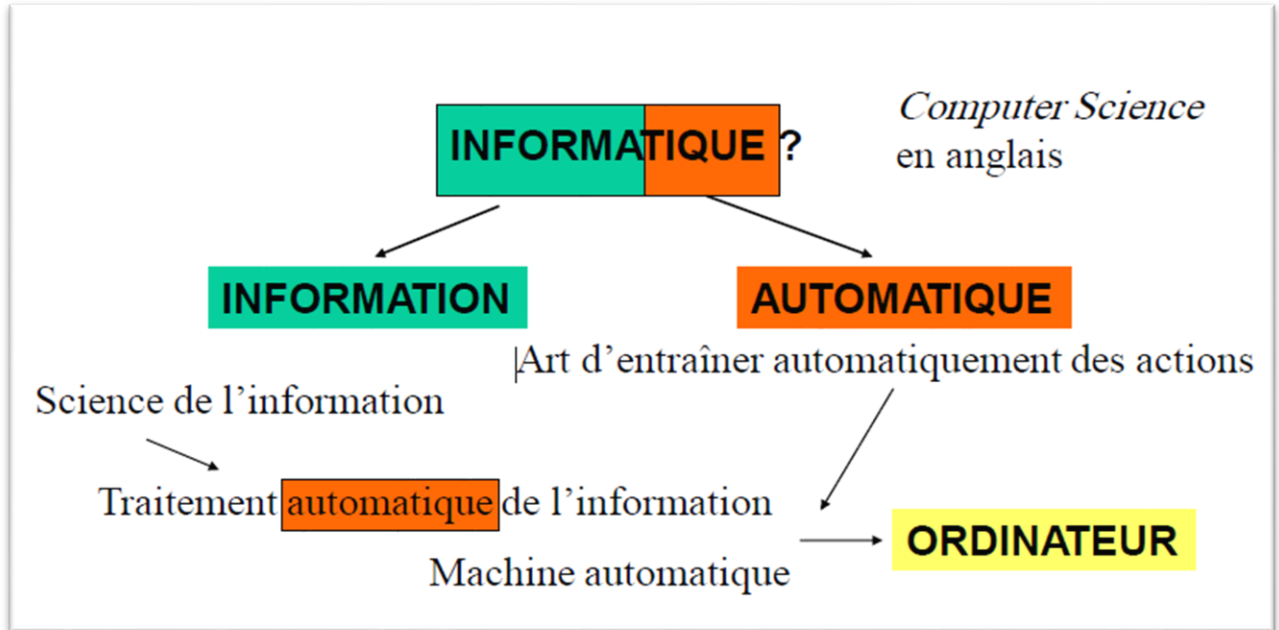 INFORMATIQUE ?
Computer Science
en anglais
INFORMATION
AUTOMATIQUE
Art d’entraîner automatiquement des actions
Science de l’information
Traitement automatique de l’information
Machine automatique
ORDINATEUR